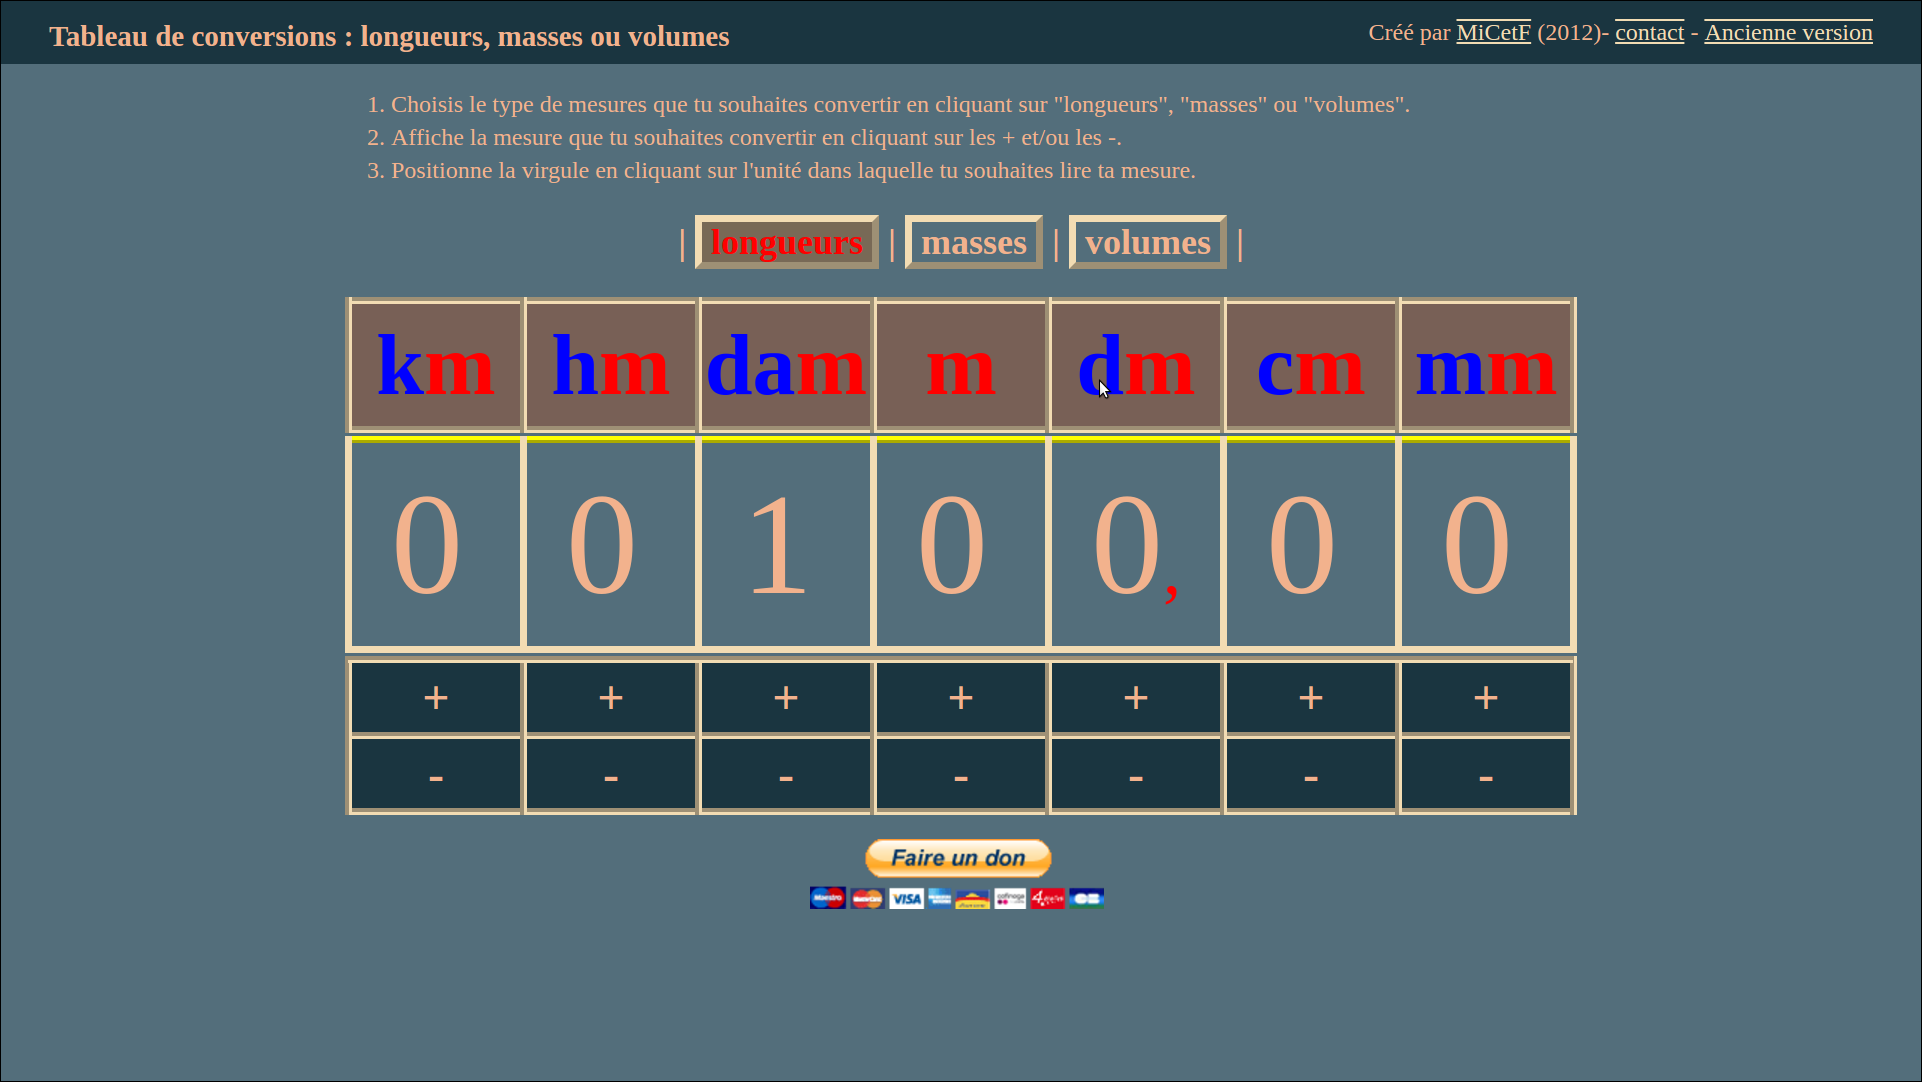 Tableau de conversions : longueurs, masses ou volumes
Créé par MiCetF (2012)- contact - Ancienne version
1. Choisis le type de mesures que tu souhaites convertir en cliquant sur "longueurs", "masses" ou "volumes".
2. Affiche la mesure que tu souhaites convertir en cliquant sur les + et/ou les -.
3. Positionne la virgule en cliquant sur l'unité dans laquelle tu souhaites lire ta mesure.
| longueurs | masses | volumes |
km hm dam m dm cm mm
0 0 1 0 0, 0 0
+ + + + + + +
- - - - - - -
Faire un don
Maestro MasterCard VISA